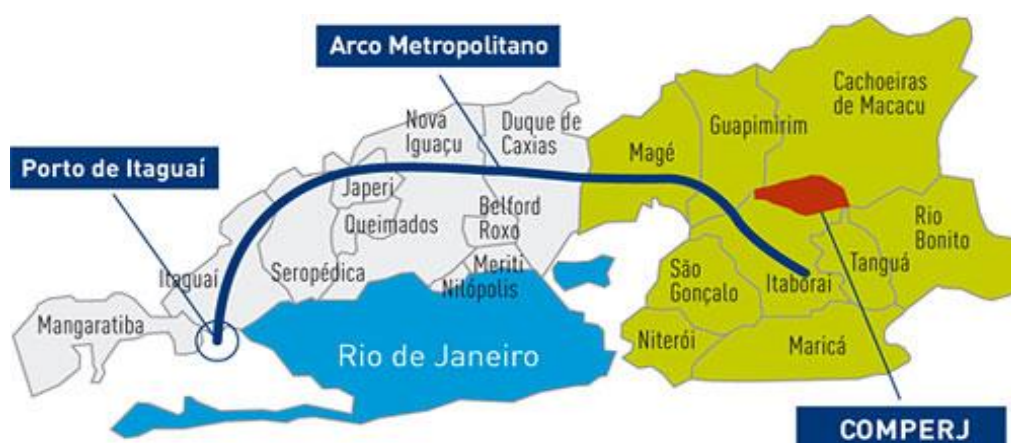 Arco Metropolitano
Cachoeiras
de Macacu
Nova
Iguaçu
Duque de
Caxias
Guapimirim
Magé
Porto de Itaguaí
Japeri
Queimados
Belford
Roxo
Rio
Bonito
Itaguaí
Seropédica
Meriti
Nilópolis
São
Gonçalo
Itaboraí
Tanguá
Mangaratiba
Rio de Janeiro
Niterói
Maricá
COMPERJ